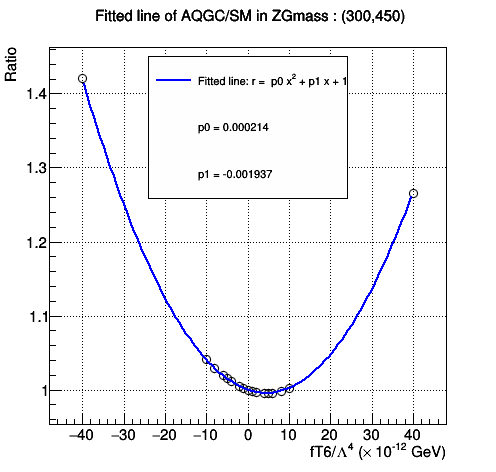 Fitted line of AQGC/SM in ZGmass : (300,450)
Ratio
Fitted line: r = p0 x² + p1 x + 1
p0 = 0.000214
p1 = -0.001937
1.4
1.3
1.2
1.1
1
−40 −30 −20 −10 0 10 20 30 40
fT6/Λ⁴ (× 10⁻¹² GeV)